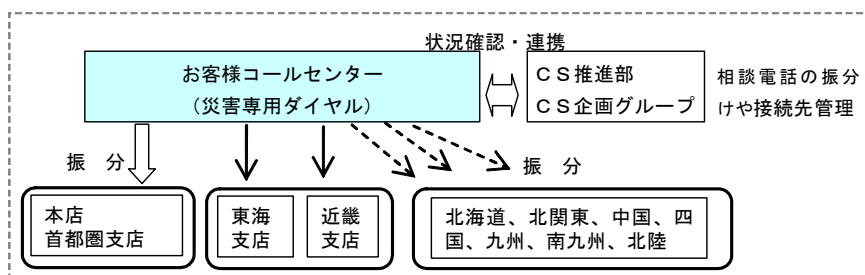 状況確認・連携
お客様コールセンター
（災害専用ダイヤル）
ＣＳ推進部
ＣＳ企画グループ
相談電話の振分
けや接続先管理
振　分
振　分
本店
首都圏支店
東海
支店
近畿
支店
北海道、北関東、中国、四
国、九州、南九州、北陸